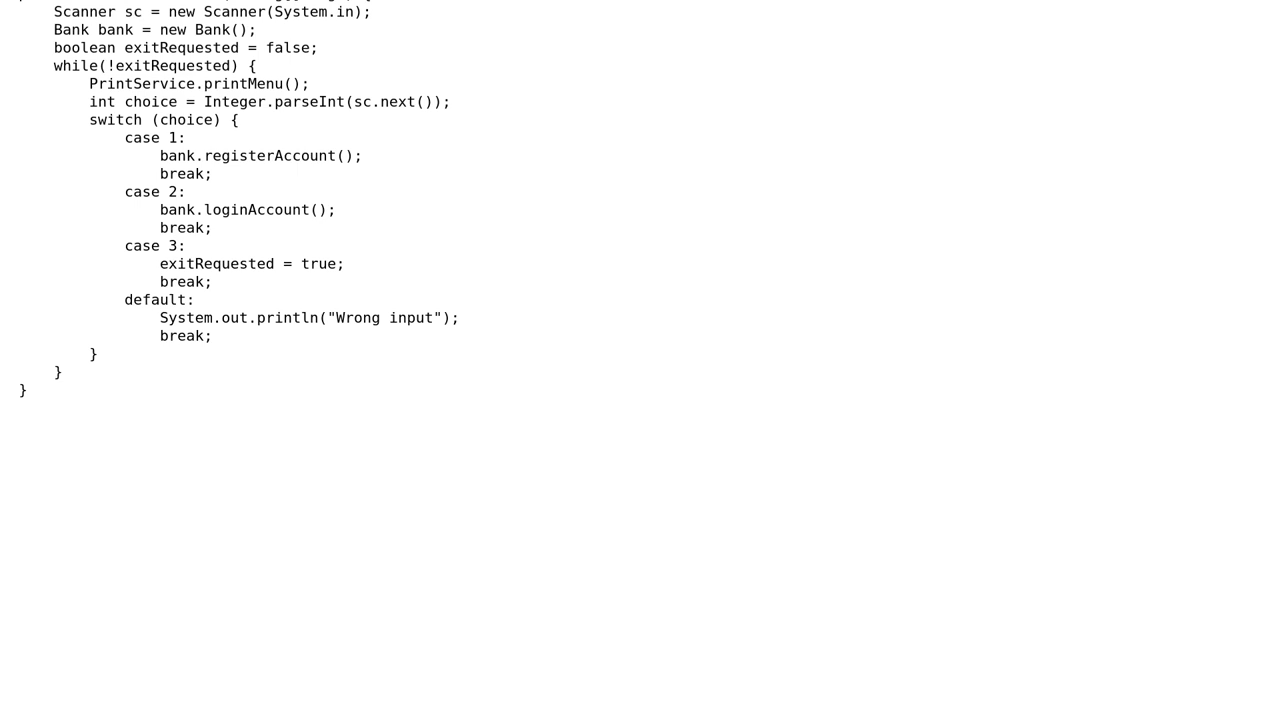 Scanner sc = new Scanner(System.in);
Bank bank = new Bank();
boolean exitRequested = false;
while(!exitRequested) {
PrintService.printMenu();
int choice = Integer.parseInt(sc.next());
switch (choice) {
case 1:
bank.registerAccount();
break;
case 2:
bank.loginAccount();
break;
case 3:
exitRequested = true;
break;
default:
System.out.println("Wrong input");
break;
}
}
}